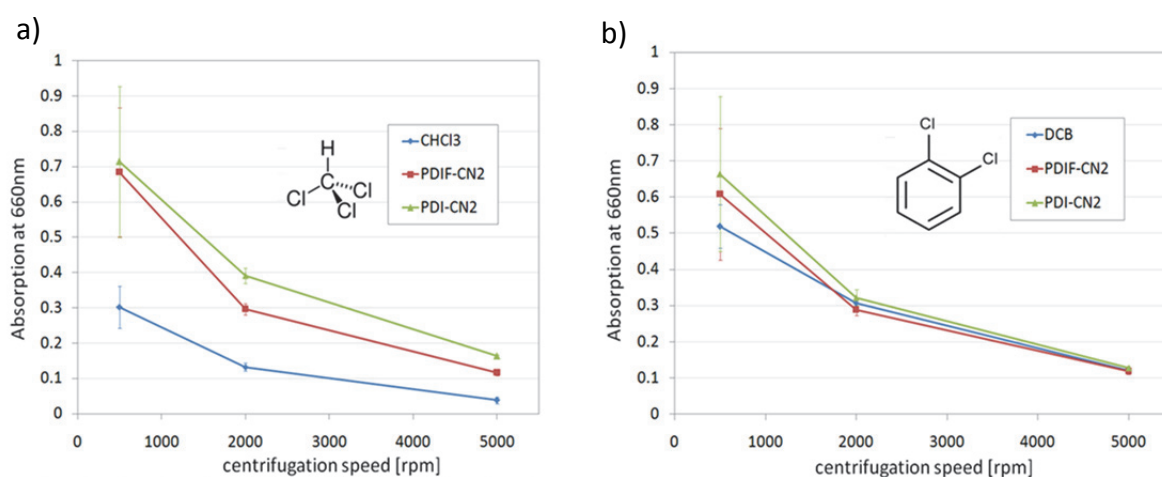 a)
1
0.9
0.8
0.7
0.6
0.5
0.4
0.3
0.2
0.1
0
Absorption at 660nm
0 1000 2000 3000 4000 5000
centrifugation speed [rpm]
H
C
Cl Cl
Cl
CHCl3
PDIF-CN2
PDI-CN2
b)
1
0.9
0.8
0.7
0.6
0.5
0.4
0.3
0.2
0.1
0
Absorption at 660nm
0 1000 2000 3000 4000 5000
centrifugation speed [rpm]
Cl
Cl
DCB
PDIF-CN2
PDI-CN2